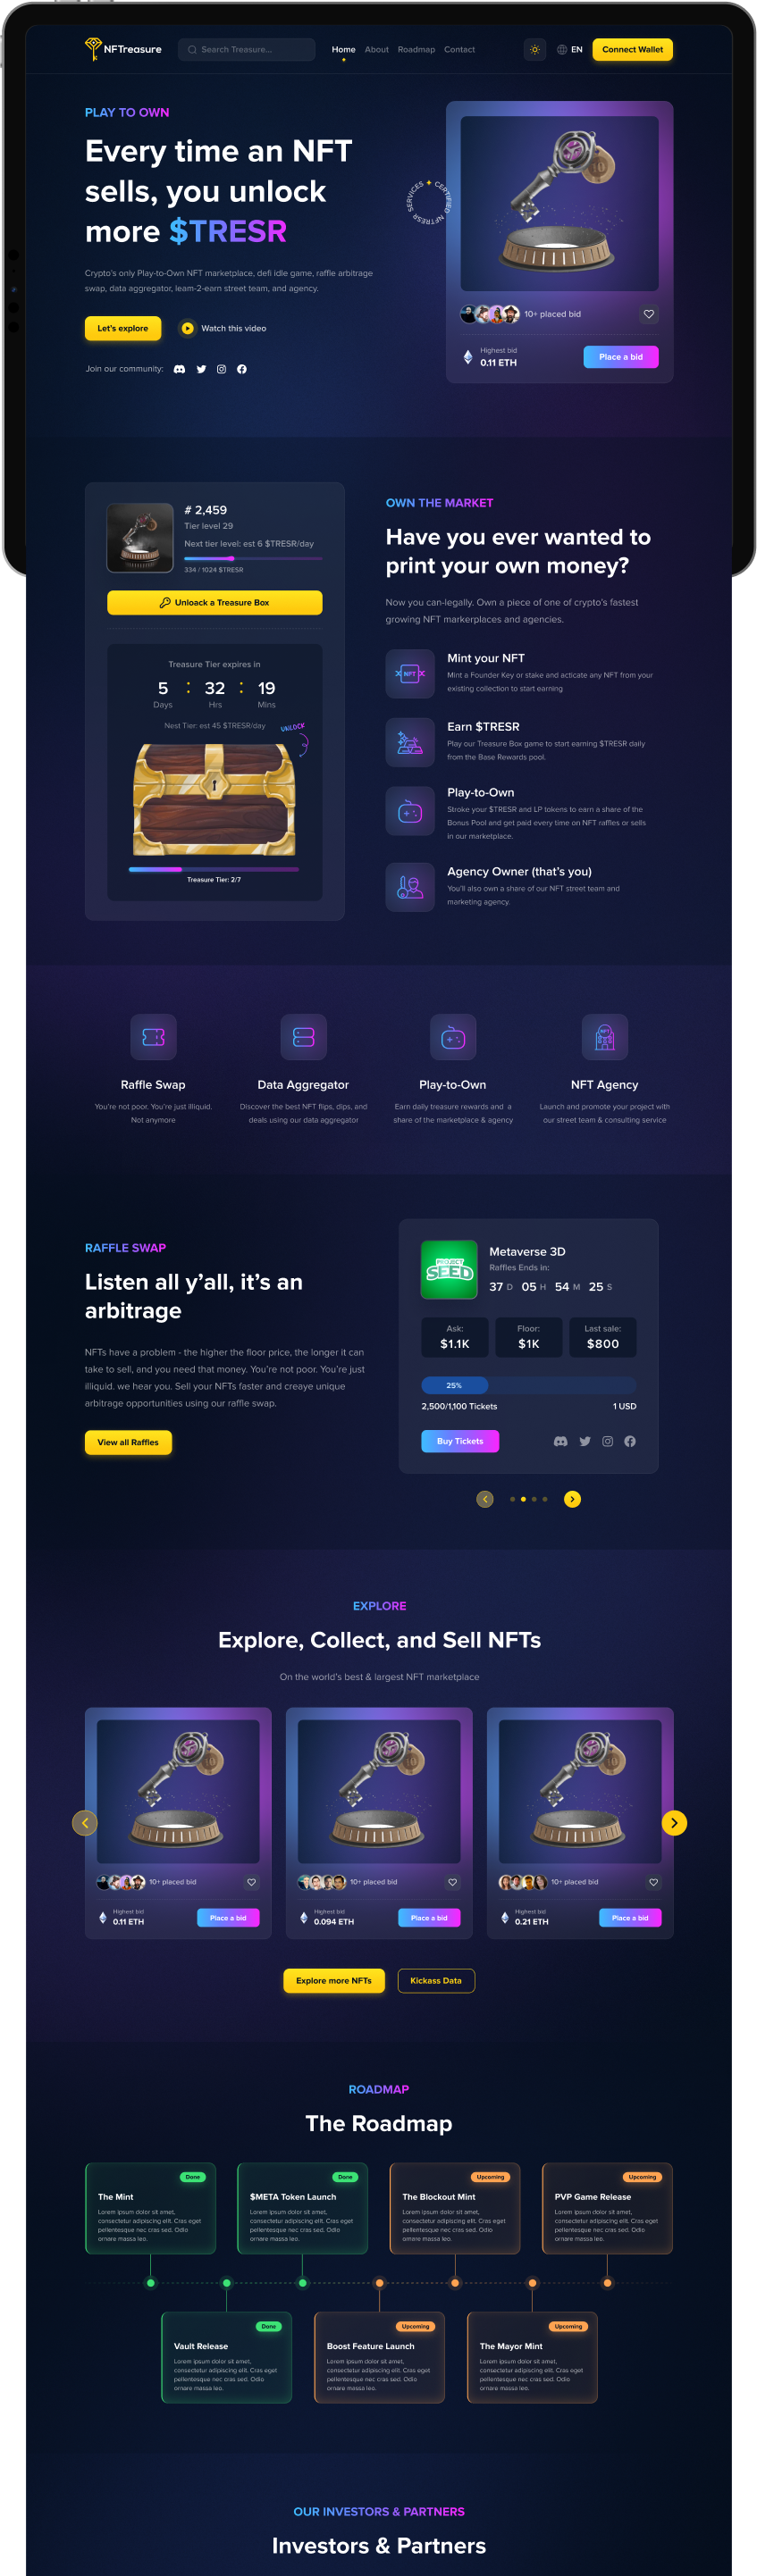 NFTreasure
Search Treasure...
Home
About
Roadmap
Contact
EN
Connect Wallet
PLAY TO OWN
Every time an NFT
sells, you unlock
more $TRESR
Crypto's only Play-to-Own NFT marketplace, defi idle game, raffle arbitrage
swap, data aggregator, leam-2-earn street team, and agency.
Let's explore
Watch this video
Join our community:
CERTIFIED NFTRESR SERVICES
10+ placed bid
Highest bid
0.11 ETH
Place a bid
# 2,459
Tier level 29
Next tier level: est 6 $TRESR/day
334 / 1024 $TRESR
Unloack a Treasure Box
Treasure Tier expires in
5 : 32 : 19
Days Hrs Mins
Nest Tier: est 45 $TRESR/day
UNLOCK
Treasure Tier: 2/7
OWN THE MARKET
Have you ever wanted to
print your own money?
Now you can-legally. Own a piece of one of crypto's fastest
growing NFT markerplaces and agencies.
NFT
Mint your NFT
Mint a Founder Key or stake and acticate any NFT from your
existing collection to start earning
Earn $TRESR
Play our Treasure Box game to start earning $TRESR daily
from the Base Rewards pool.
Play-to-Own
Stroke your $TRESR and LP tokens to earn a share of the
Bonus Pool and get paid every time on NFT raffles or sells
in our marketplace.
Agency Owner (that's you)
You'll also own a share of our NFT street team and
marketing agency.
Raffle Swap
You're not poor. You're just illiquid.
Not anymore
Data Aggregator
Discover the best NFT flips, dips, and
deals using our data aggregator
Play-to-Own
Earn daily treasure rewards and a
share of the marketplace & agency
NFT
NFT Agency
Launch and promote your project with
our street team & consulting service
RAFFLE SWAP
Listen all y'all, it's an
arbitrage
NFTs have a problem - the higher the floor price, the longer it can
take to sell, and you need that money. You're not poor. You're just
illiquid. we hear you. Sell your NFTs faster and creaye unique
arbitrage opportunities using our raffle swap.
View all Raffles
PROJECT
SEED
Metaverse 3D
Raffles Ends in:
37 D 05 H 54 M 25 S
Ask:
$1.1K
Floor:
$1K
Last sale:
$800
25%
2,500/1,100 Tickets
1 USD
Buy Tickets
EXPLORE
Explore, Collect, and Sell NFTs
On the world's best & largest NFT marketplace
10+ placed bid
Highest bid
0.11 ETH
Place a bid
10+ placed bid
Highest bid
0.094 ETH
Place a bid
10+ placed bid
Highest bid
0.21 ETH
Place a bid
Explore more NFTs
Kickass Data
ROADMAP
The Roadmap
Done
The Mint
Lorem ipsum dolor sit amet,
consectetur adipiscing elit. Cras eget
pellentesque nec cras sed. Odio
ornare massa leo.
Done
$META Token Launch
Lorem ipsum dolor sit amet,
consectetur adipiscing elit. Cras eget
pellentesque nec cras sed. Odio
ornare massa leo.
Upcoming
The Blockout Mint
Lorem ipsum dolor sit amet,
consectetur adipiscing elit. Cras eget
pellentesque nec cras sed. Odio
ornare massa leo.
Upcoming
PVP Game Release
Lorem ipsum dolor sit amet,
consectetur adipiscing elit. Cras eget
pellentesque nec cras sed. Odio
ornare massa leo.
Done
Vault Release
Lorem ipsum dolor sit amet,
consectetur adipiscing elit. Cras eget
pellentesque nec cras sed. Odio
ornare massa leo.
Upcoming
Boost Feature Launch
Lorem ipsum dolor sit amet,
consectetur adipiscing elit. Cras eget
pellentesque nec cras sed. Odio
ornare massa leo.
Upcoming
The Mayor Mint
Lorem ipsum dolor sit amet,
consectetur adipiscing elit. Cras eget
pellentesque nec cras sed. Odio
ornare massa leo.
OUR INVESTORS & PARTNERS
Investors & Partners